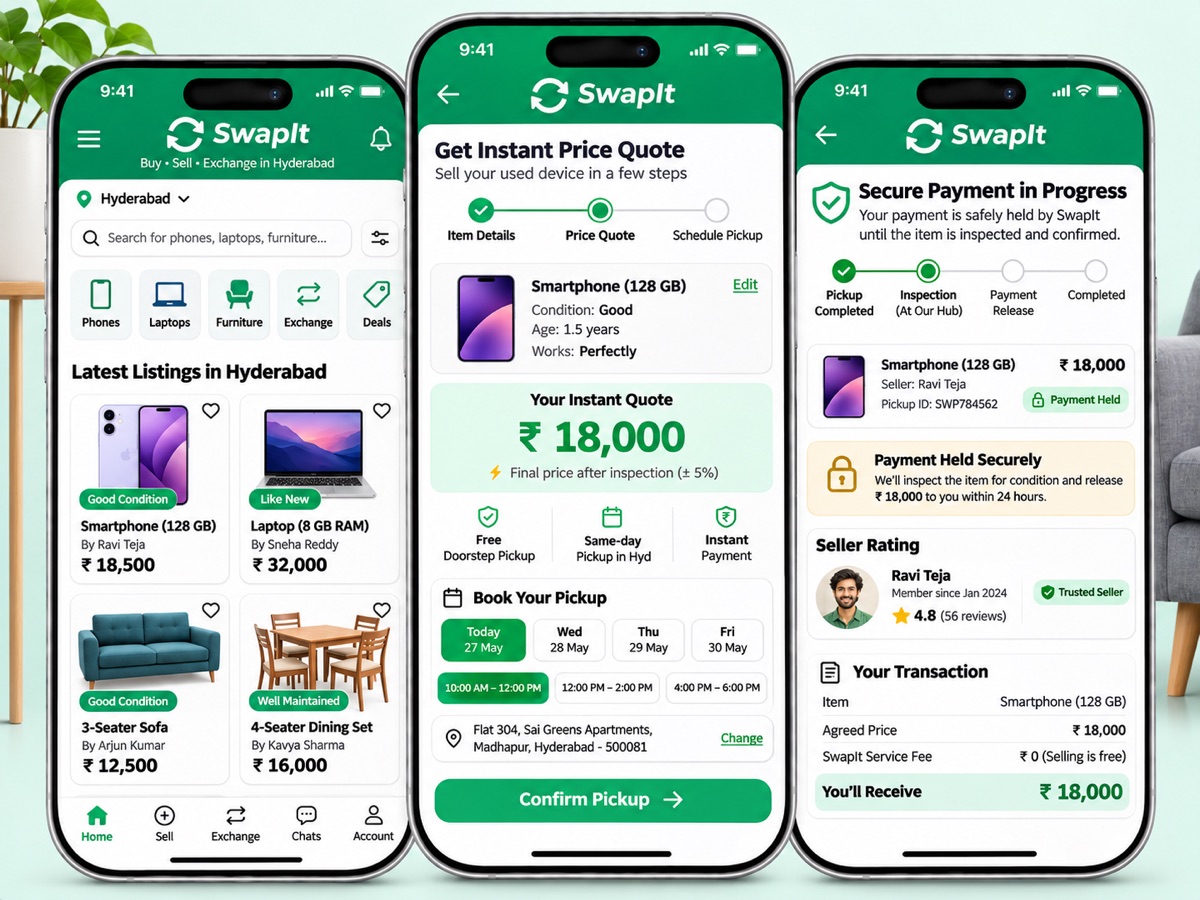 9:41
SwapIt
Buy • Sell • Exchange in Hyderabad
Hyderabad
Search for phones, laptops, furniture...
Phones
Laptops
Furniture
Exchange
Deals
Latest Listings in Hyderabad
Good Condition
Smartphone (128 GB)
By Ravi Teja
₹ 18,500
Like New
Laptop (8 GB RAM)
By Sneha Reddy
₹ 32,000
Good Condition
3-Seater Sofa
By Arjun Kumar
₹ 12,500
Well Maintained
4-Seater Dining Set
By Kavya Sharma
₹ 16,000
Home
Sell
Exchange
Chats
Account
9:41
SwapIt
Get Instant Price Quote
Sell your used device in a few steps
Item Details
Price Quote
Schedule Pickup
Smartphone (128 GB)
Edit
Condition: Good
Age: 1.5 years
Works: Perfectly
Your Instant Quote
₹ 18,000
Final price after inspection (± 5%)
Free
Doorstep Pickup
Same-day
Pickup in Hyd
Instant
Payment
Book Your Pickup
Today
27 May
Wed
28 May
Thu
29 May
Fri
30 May
10:00 AM – 12:00 PM
12:00 PM – 2:00 PM
4:00 PM – 6:00 PM
Flat 304, Sai Greens Apartments,
Madhapur, Hyderabad - 500081
Change
Confirm Pickup
9:41
SwapIt
Secure Payment in Progress
Your payment is safely held by SwapIt
until the item is inspected and confirmed.
Pickup
Completed
Inspection
(At Our Hub)
Payment
Release
Completed
Smartphone (128 GB)
₹ 18,000
Seller: Ravi Teja
Pickup ID: SWP784562
Payment Held
Payment Held Securely
We'll inspect the item for condition and release
₹ 18,000 to you within 24 hours.
Seller Rating
Ravi Teja
Member since Jan 2024
4.8 (56 reviews)
Trusted Seller
Your Transaction
Item
Smartphone (128 GB)
Agreed Price
₹ 18,000
SwapIt Service Fee
₹ 0 (Selling is free)
You'll Receive
₹ 18,000